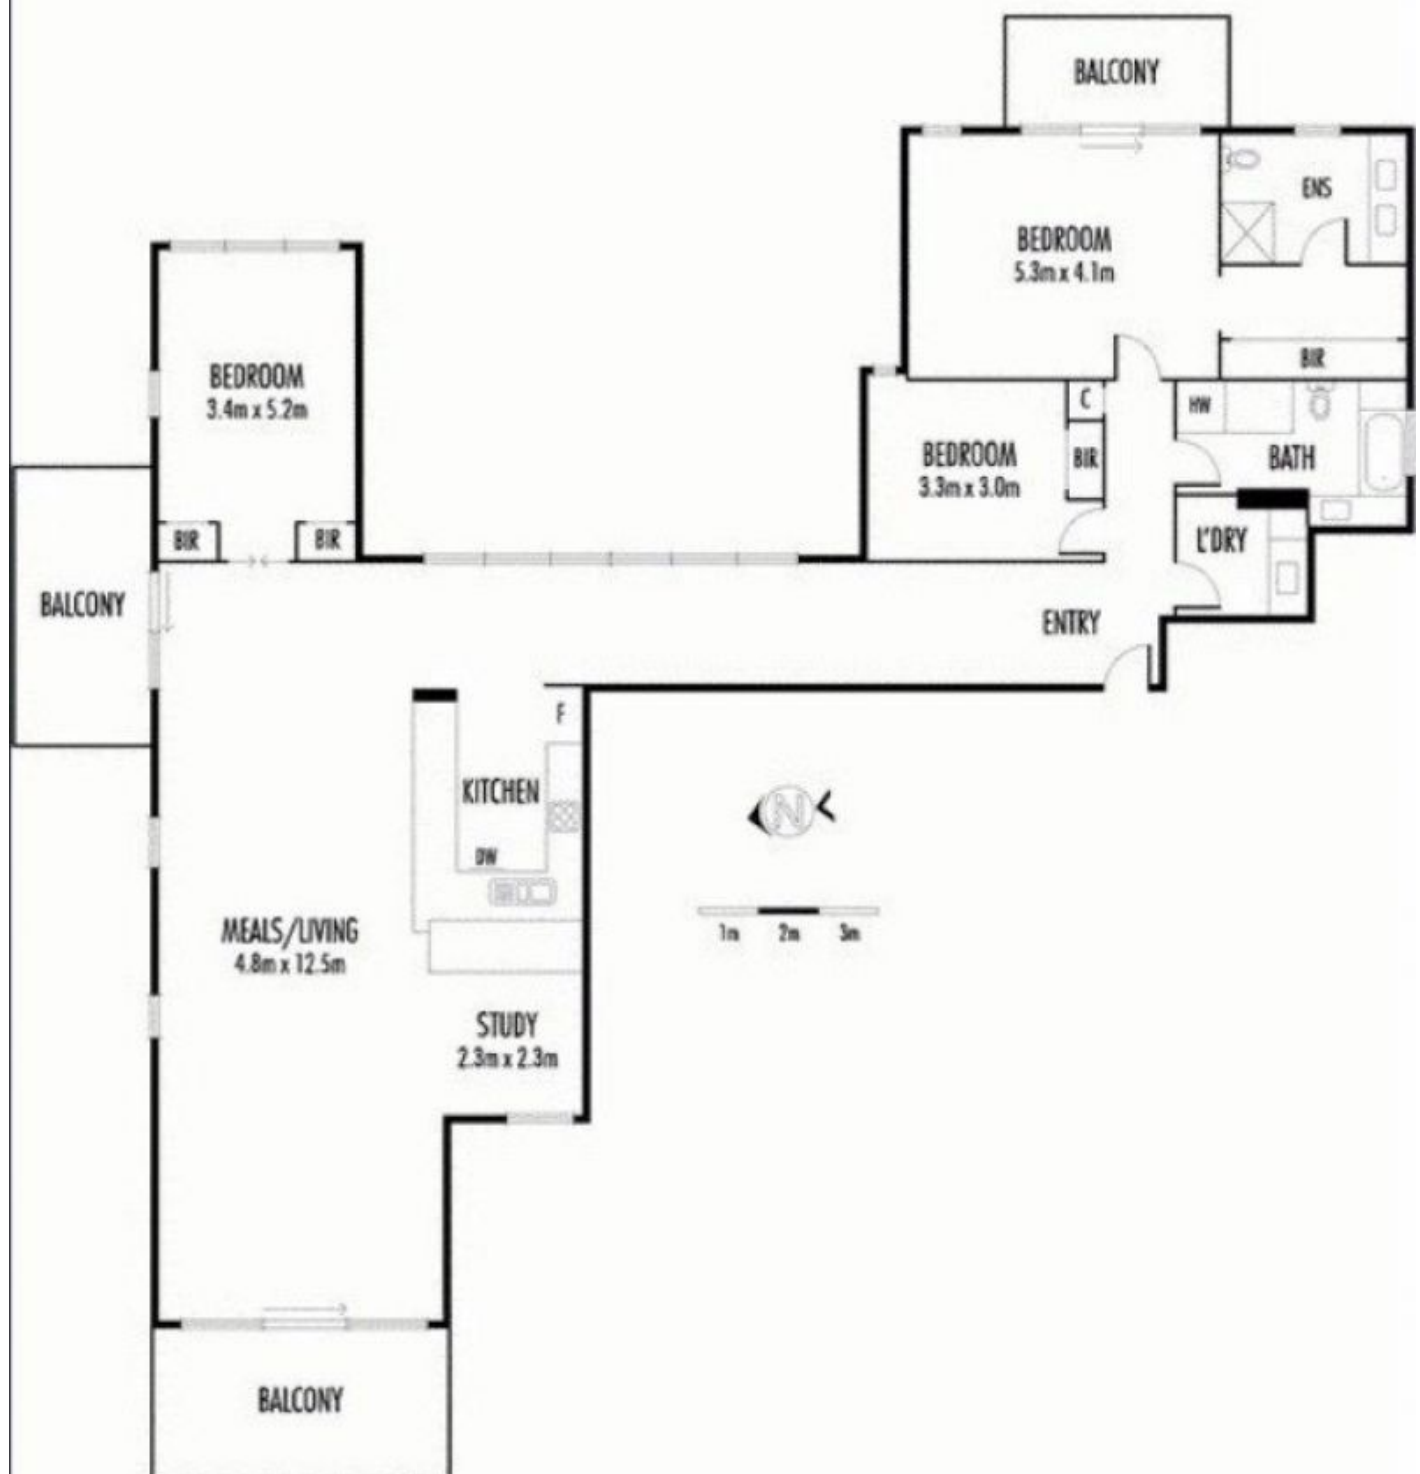 BALCONY
ENS
BEDROOM
5.3m x 4.1m
BIR
BEDROOM
3.4m x 5.2m
C
HW
BEDROOM
3.3m x 3.0m
BIR
BATH
BIR
BIR
L'DRY
BALCONY
ENTRY
F
KITCHEN
DW
N
1m
2m
3m
MEALS/LIVING
4.8m x 12.5m
STUDY
2.3m x 2.3m
BALCONY